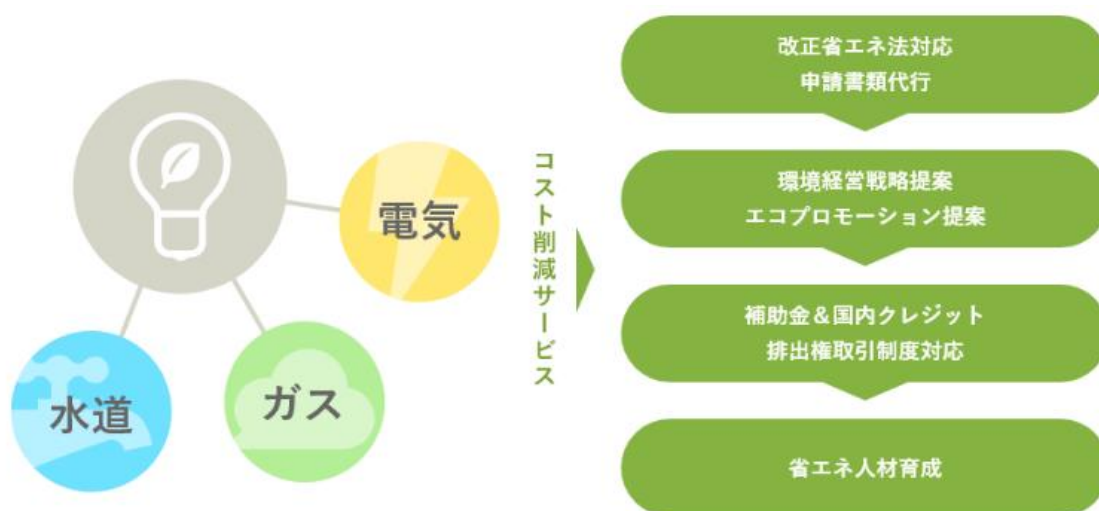 電気
水道
ガス
コスト削減サービス
改正省エネ法対応
申請書類代行
環境経営戦略提案
エコプロモーション提案
補助金&国内クレジット
排出権取引制度対応
省エネ人材育成